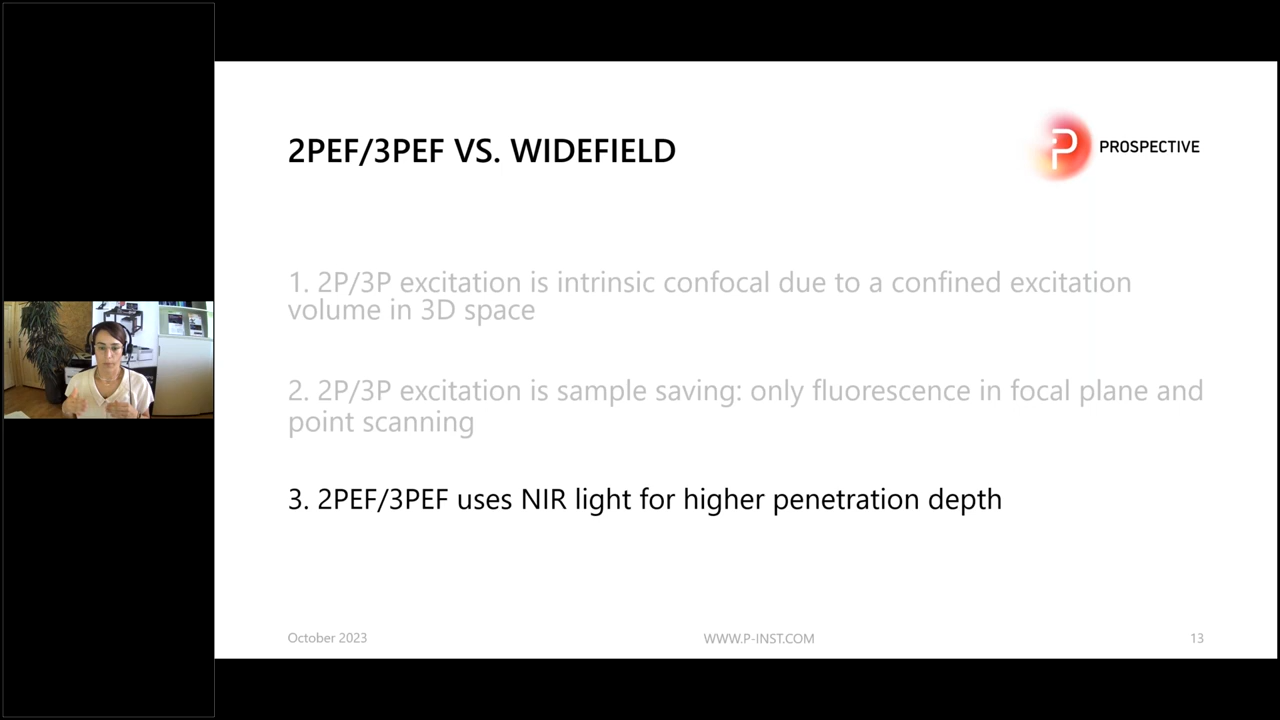 2PEF/3PEF VS. WIDEFIELD
PROSPECTIVE
1. 2P/3P excitation is intrinsic confocal due to a confined excitation
volume in 3D space
2. 2P/3P excitation is sample saving: only fluorescence in focal plane and
point scanning
3. 2PEF/3PEF uses NIR light for higher penetration depth
October 2023
WWW.P-INST.COM
13